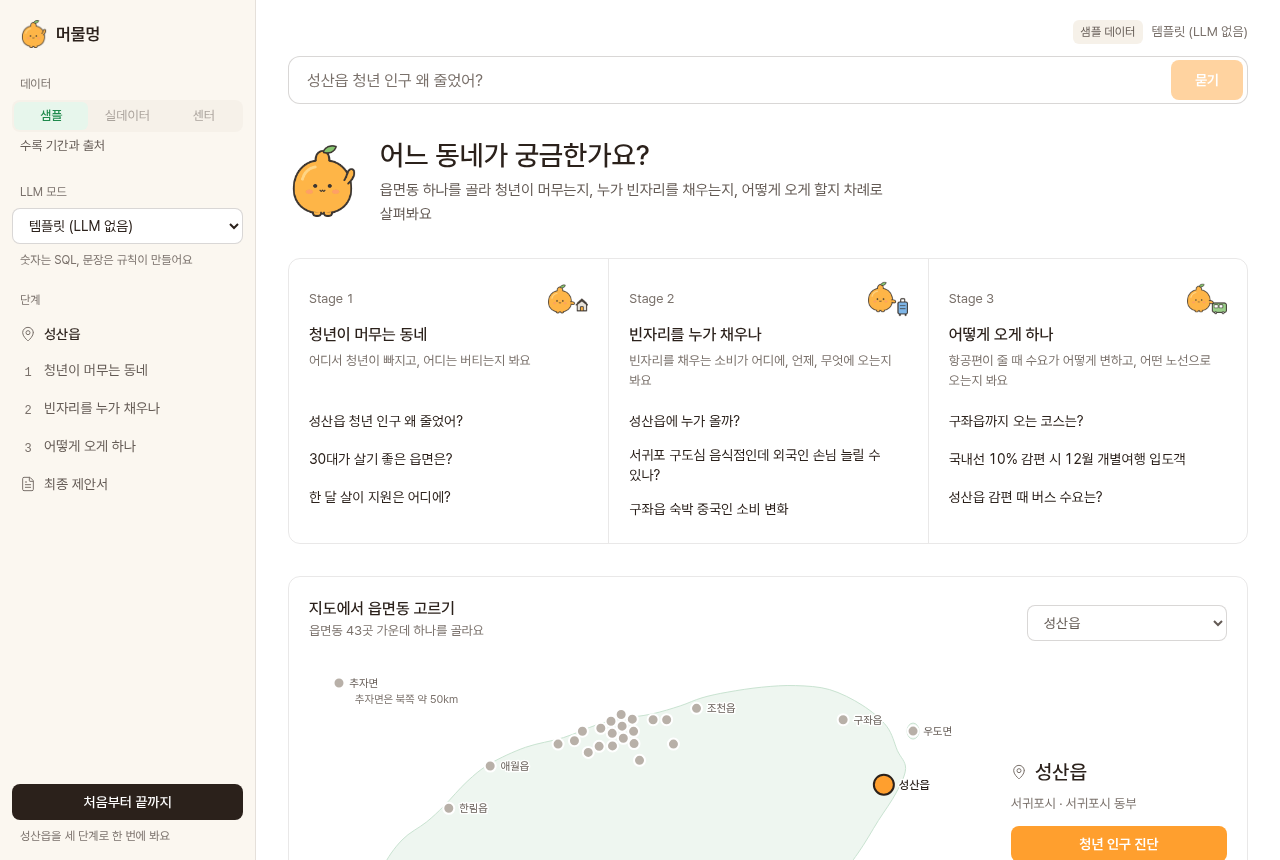 머물멍
데이터
샘플
실데이터
센터
수록 기간과 출처
LLM 모드
템플릿 (LLM 없음)
숫자는 SQL, 문장은 규칙이 만들어요
단계
성산읍
1 청년이 머무는 동네
2 빈자리를 누가 채우나
3 어떻게 오게 하나
최종 제안서
처음부터 끝까지
성산읍을 세 단계로 한 번에 봐요
샘플 데이터
템플릿 (LLM 없음)
성산읍 청년 인구 왜 줄었어?
묻기
어느 동네가 궁금한가요?
읍면동 하나를 골라 청년이 머무는지, 누가 빈자리를 채우는지, 어떻게 오게 할지 차례로
살펴봐요
Stage 1
청년이 머무는 동네
어디서 청년이 빠지고, 어디는 버티는지 봐요
성산읍 청년 인구 왜 줄었어?
30대가 살기 좋은 읍면은?
한 달 살이 지원은 어디에?
Stage 2
빈자리를 누가 채우나
빈자리를 채우는 소비가 어디에, 언제, 무엇에 오는지
봐요
성산읍에 누가 올까?
서귀포 구도심 음식점인데 외국인 손님 늘릴 수
있나?
구좌읍 숙박 중국인 소비 변화
Stage 3
어떻게 오게 하나
항공편이 줄 때 수요가 어떻게 변하고, 어떤 노선으로
오는지 봐요
구좌읍까지 오는 코스는?
국내선 10% 감편 시 12월 개별여행 입도객
성산읍 감편 때 버스 수요는?
지도에서 읍면동 고르기
읍면동 43곳 가운데 하나를 골라요
성산읍
추자면
추자면은 북쪽 약 50km
조천읍
구좌읍
우도면
애월읍
성산읍
한림읍
성산읍
서귀포시 · 서귀포시 동부
청년 인구 진단